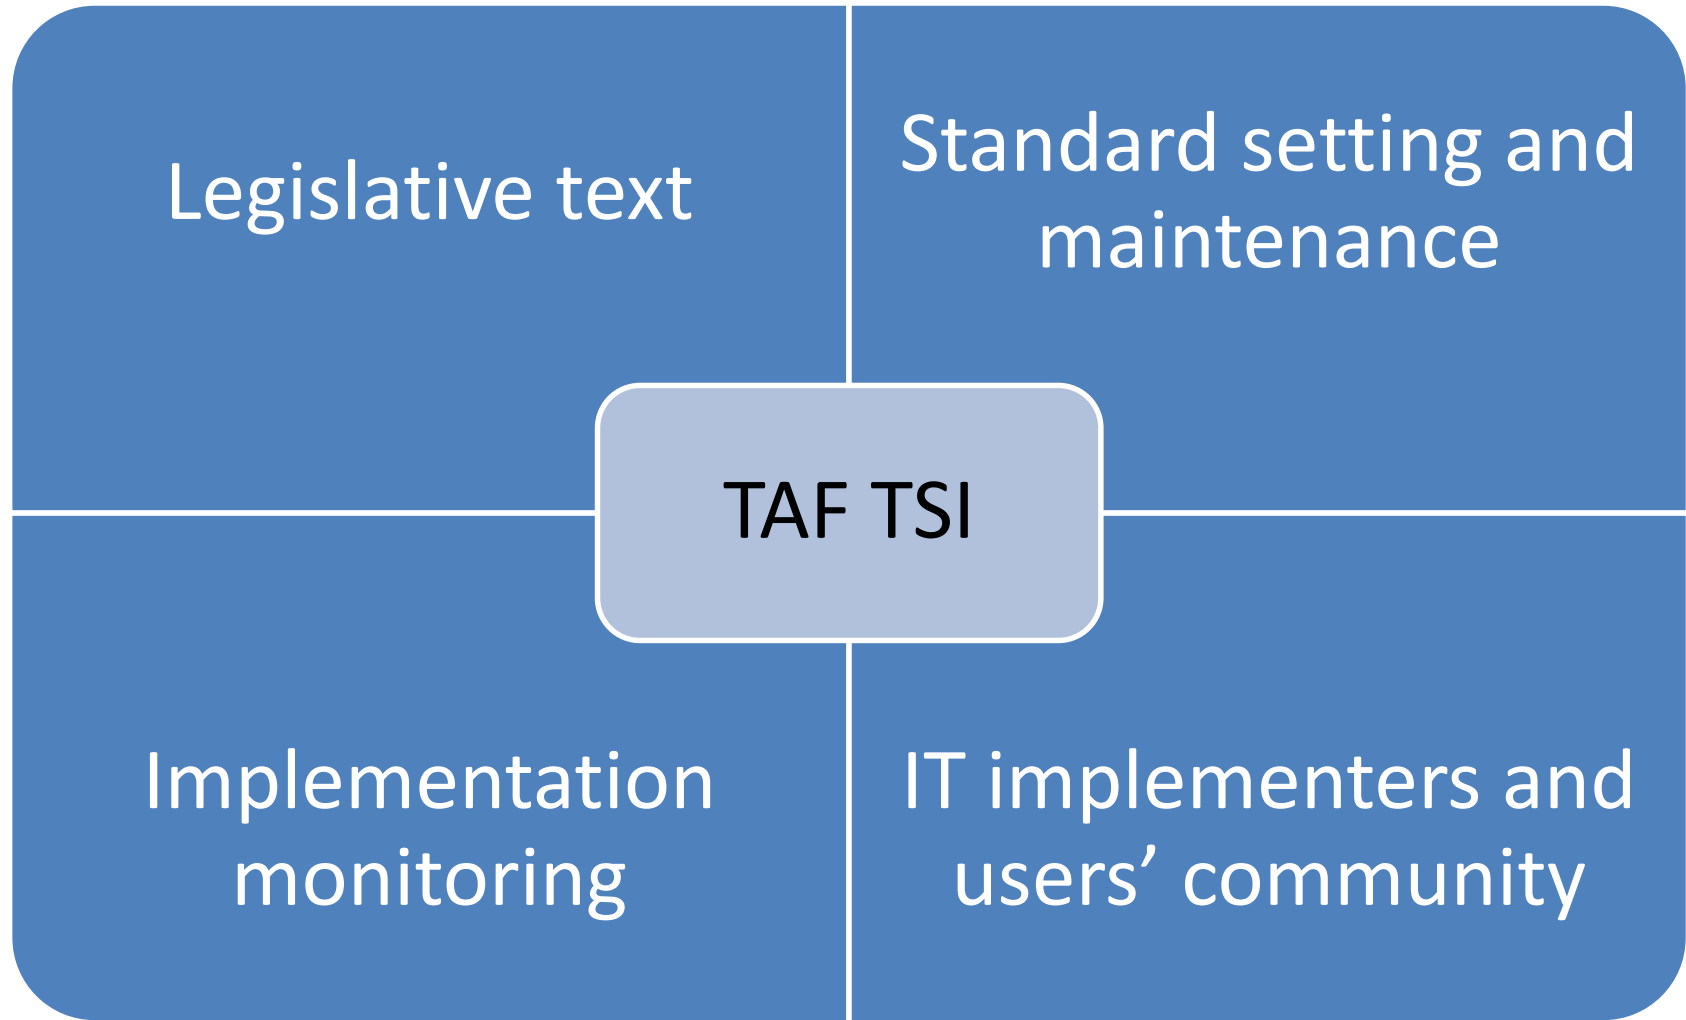 Legislative text
Standard setting and
maintenance
TAF TSI
Implementation
monitoring
IT implementers and
users’ community